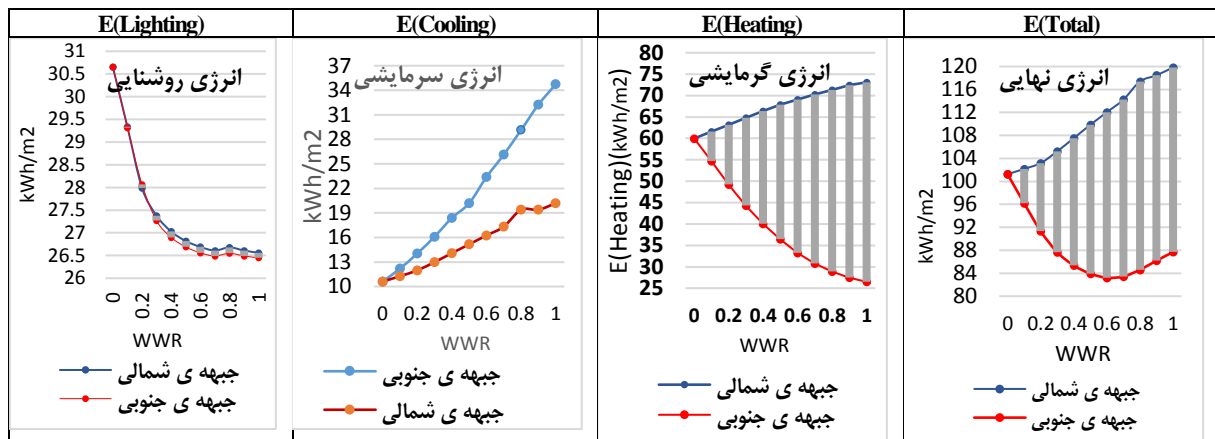 E(Lighting)
E(Cooling)
E(Heating)
E(Total)
انرژی روشنایی
31
30.5
30
29.5
29
28.5
28
27.5
27
26.5
26
kWh/m2
0
0.2
0.4
0.6
0.8
1
WWR
جبهه ی شمالی
جبهه ی جنوبی
انرژی سرمایشی
37
34
31
28
25
22
19
16
13
10
kWh/m2
0 0.2 0.4 0.6 0.8 1
WWR
جبهه ی جنوبی
جبهه ی شمالی
انرژی گرمایشی
80
75
70
65
60
55
50
45
40
35
30
25
E(Heating)(kWh/m2)
0 0.2 0.4 0.6 0.8 1
WWR
جبهه ی شمالی
جبهه ی جنوبی
انرژی نهایی
120
116
112
108
104
100
96
92
88
84
80
kWh/m2
0 0.2 0.4 0.6 0.8 1
WWR
جبهه ی شمالی
جبهه ی جنوبی